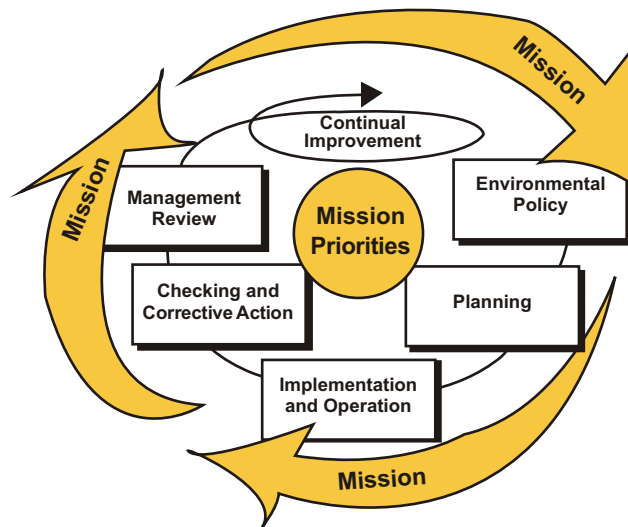 Mission
Continual
Improvement
Environmental
Policy
Management
Review
Mission
Mission
Priorities
Checking and
Corrective Action
Planning
Implementation
and Operation
Mission